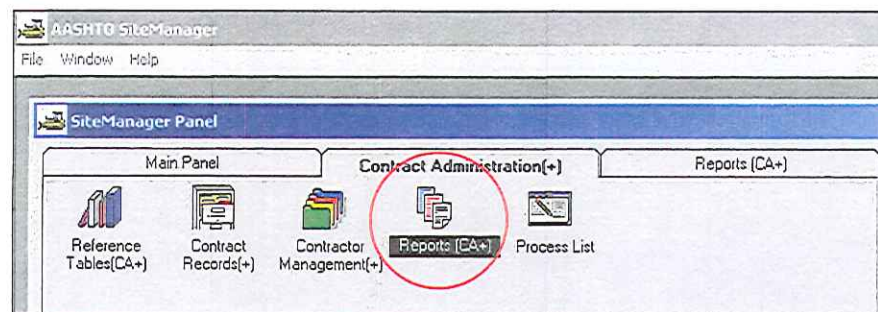 AASHTO SiteManager
File Window Help
SiteManager Panel
Main Panel Contract Administration(+) Reports (CA+)
Reference Tables(CA+)
Contract Records(+)
Contractor Management(+)
Reports (CA+)
Process List